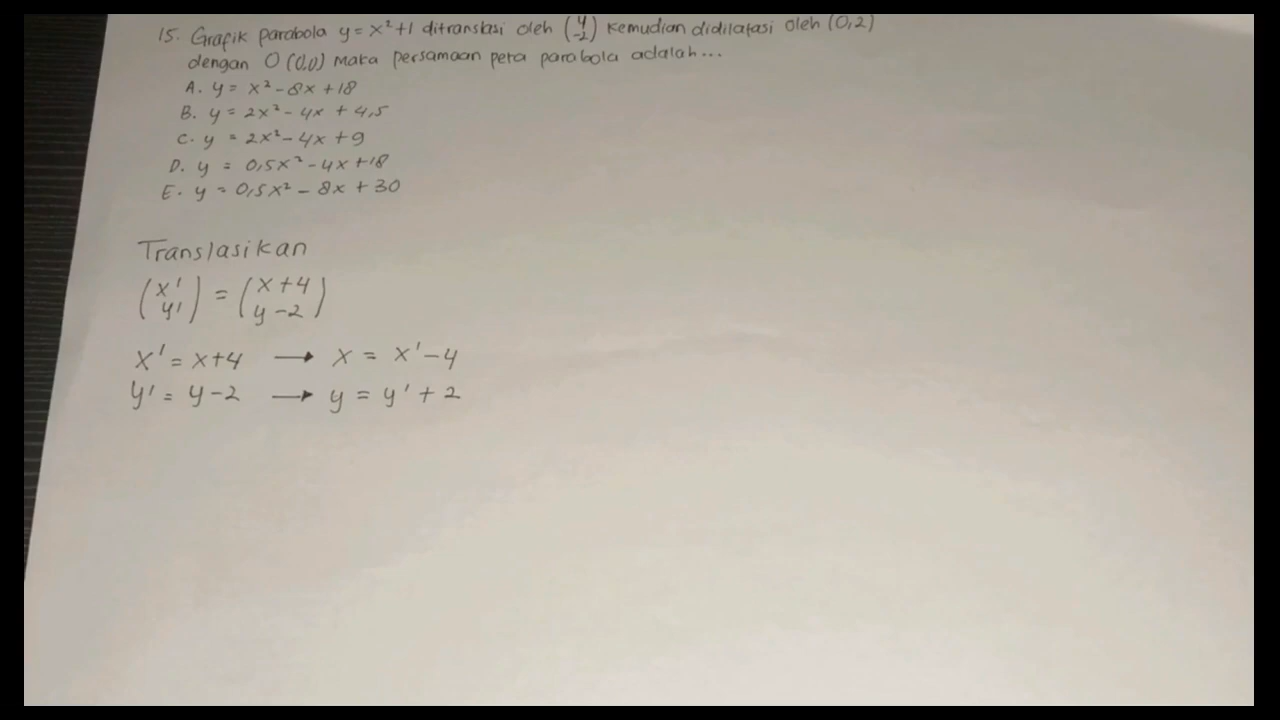 15. Grafik parabola y = x² + 1 ditranslasi oleh (4 -2) kemudian didilatasi oleh (0,2)
dengan O (0,0) Maka persamaan peta parabola adalah...
A. y = x² - 8x + 18
B. y = 2x² - 4x + 4,5
C. y = 2x² - 4x + 9
D. y = 0,5x² - 4x + 18
E. y = 0,5x² - 8x + 30
Translasikan
(x' y') = (x+4 y-2)
x' = x+4 → x = x' - 4
y' = y-2 → y = y' + 2